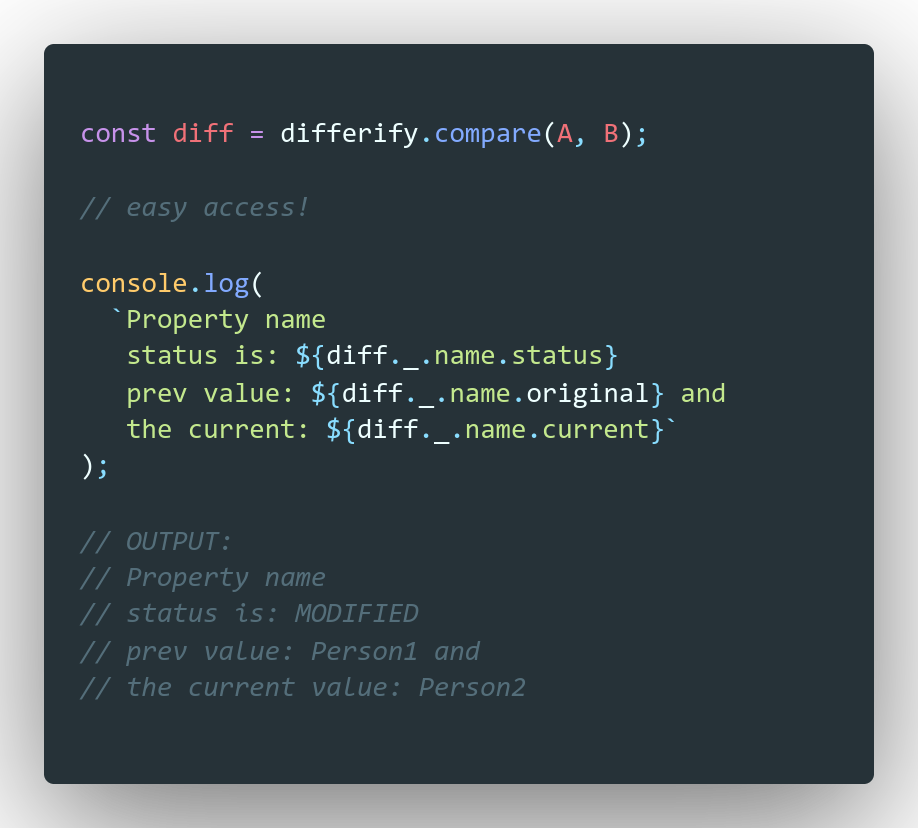 const diff = differify.compare(A, B);
// easy access!
console.log(
`Property name
status is: ${diff._.name.status}
prev value: ${diff._.name.original} and
the current: ${diff._.name.current}`
);
// OUTPUT:
// Property name
// status is: MODIFIED
// prev value: Person1 and
// the current value: Person2